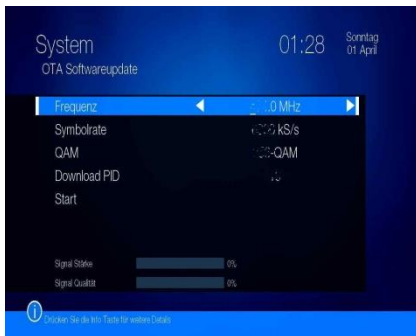 System
OTA Softwareupdate
01:28
Sonntag
01 April
Frequenz .0 MHz
Symbolrate kS/s
QAM -QAM
Download PID
Start
Signal Stärke 0%
Signal Qualität 0%
Drücken Sie die Info Taste für weitere Details